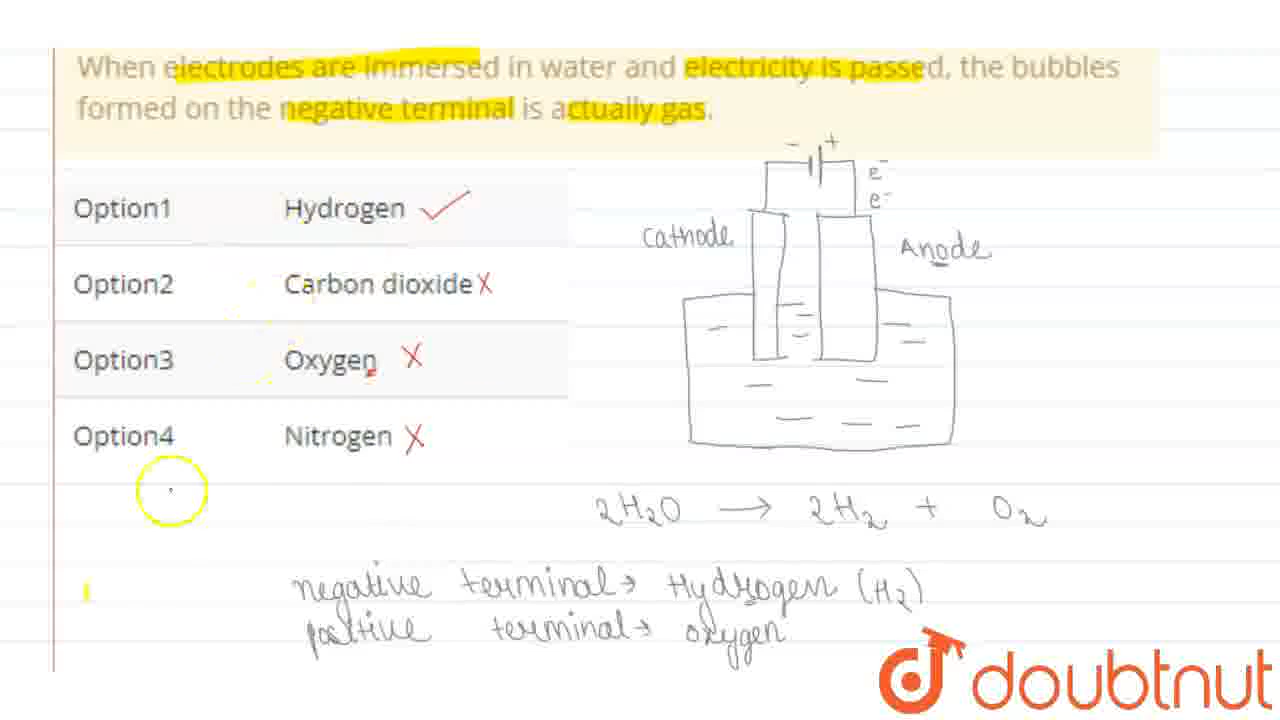 When electrodes are immersed in water and electricity is passed, the bubbles
formed on the negative terminal is actually gas.
- +
e-
e-
Option1 Hydrogen
Cathode
Anode
Option2 Carbon dioxide X
Option3 Oxygen X
Option4 Nitrogen X
2H2O → 2H2 + O2
negative terminal → Hydrogen (H2)
positive terminal → oxygen
doubtnut